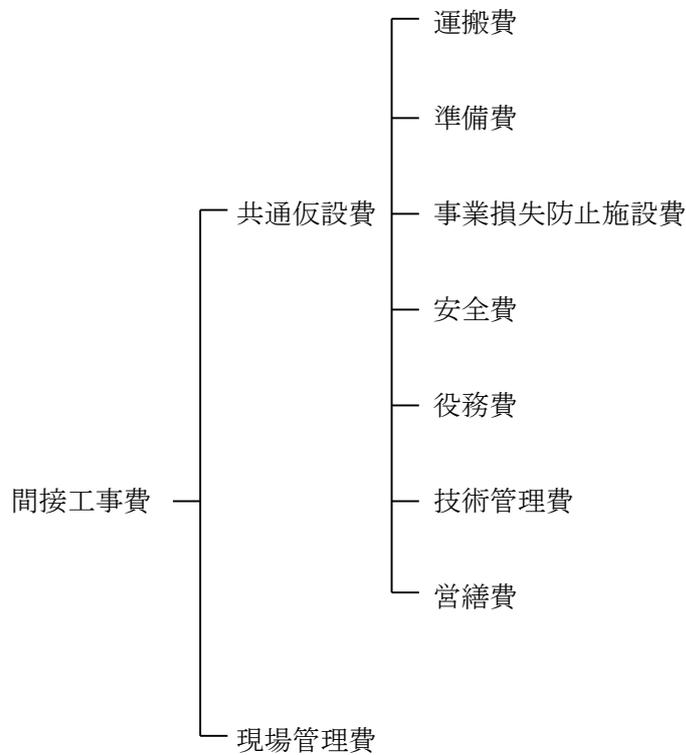 運搬費
準備費
共通仮設費
事業損失防止施設費
安全費
役務費
間接工事費
技術管理費
営繕費
現場管理費